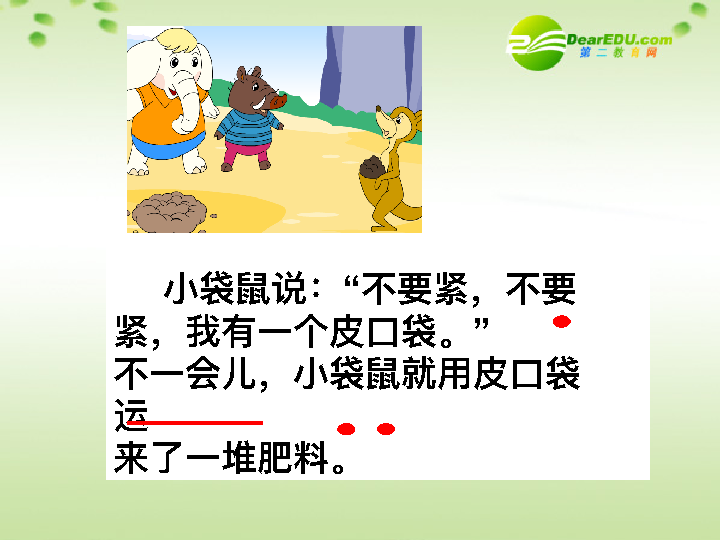 DearEDU.com
第二教育网
小袋鼠说：“不要紧，不要
紧，我有一个皮口袋。”
不一会儿，小袋鼠就用皮口袋
运
来了一堆肥料。